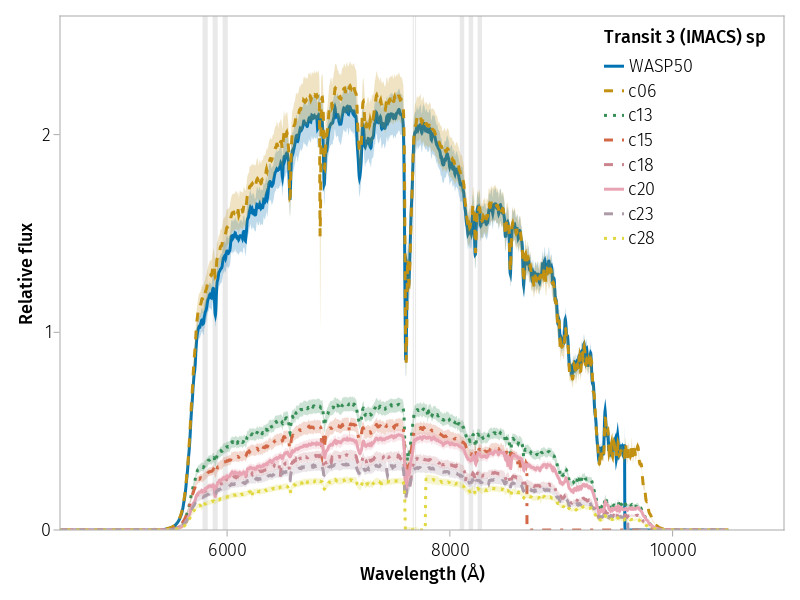 Transit 3 (IMACS) sp
WASP50
c06
c13
c15
c18
c20
c23
c28
2
1
0
Relative flux
6000
8000
10000
Wavelength (Å)